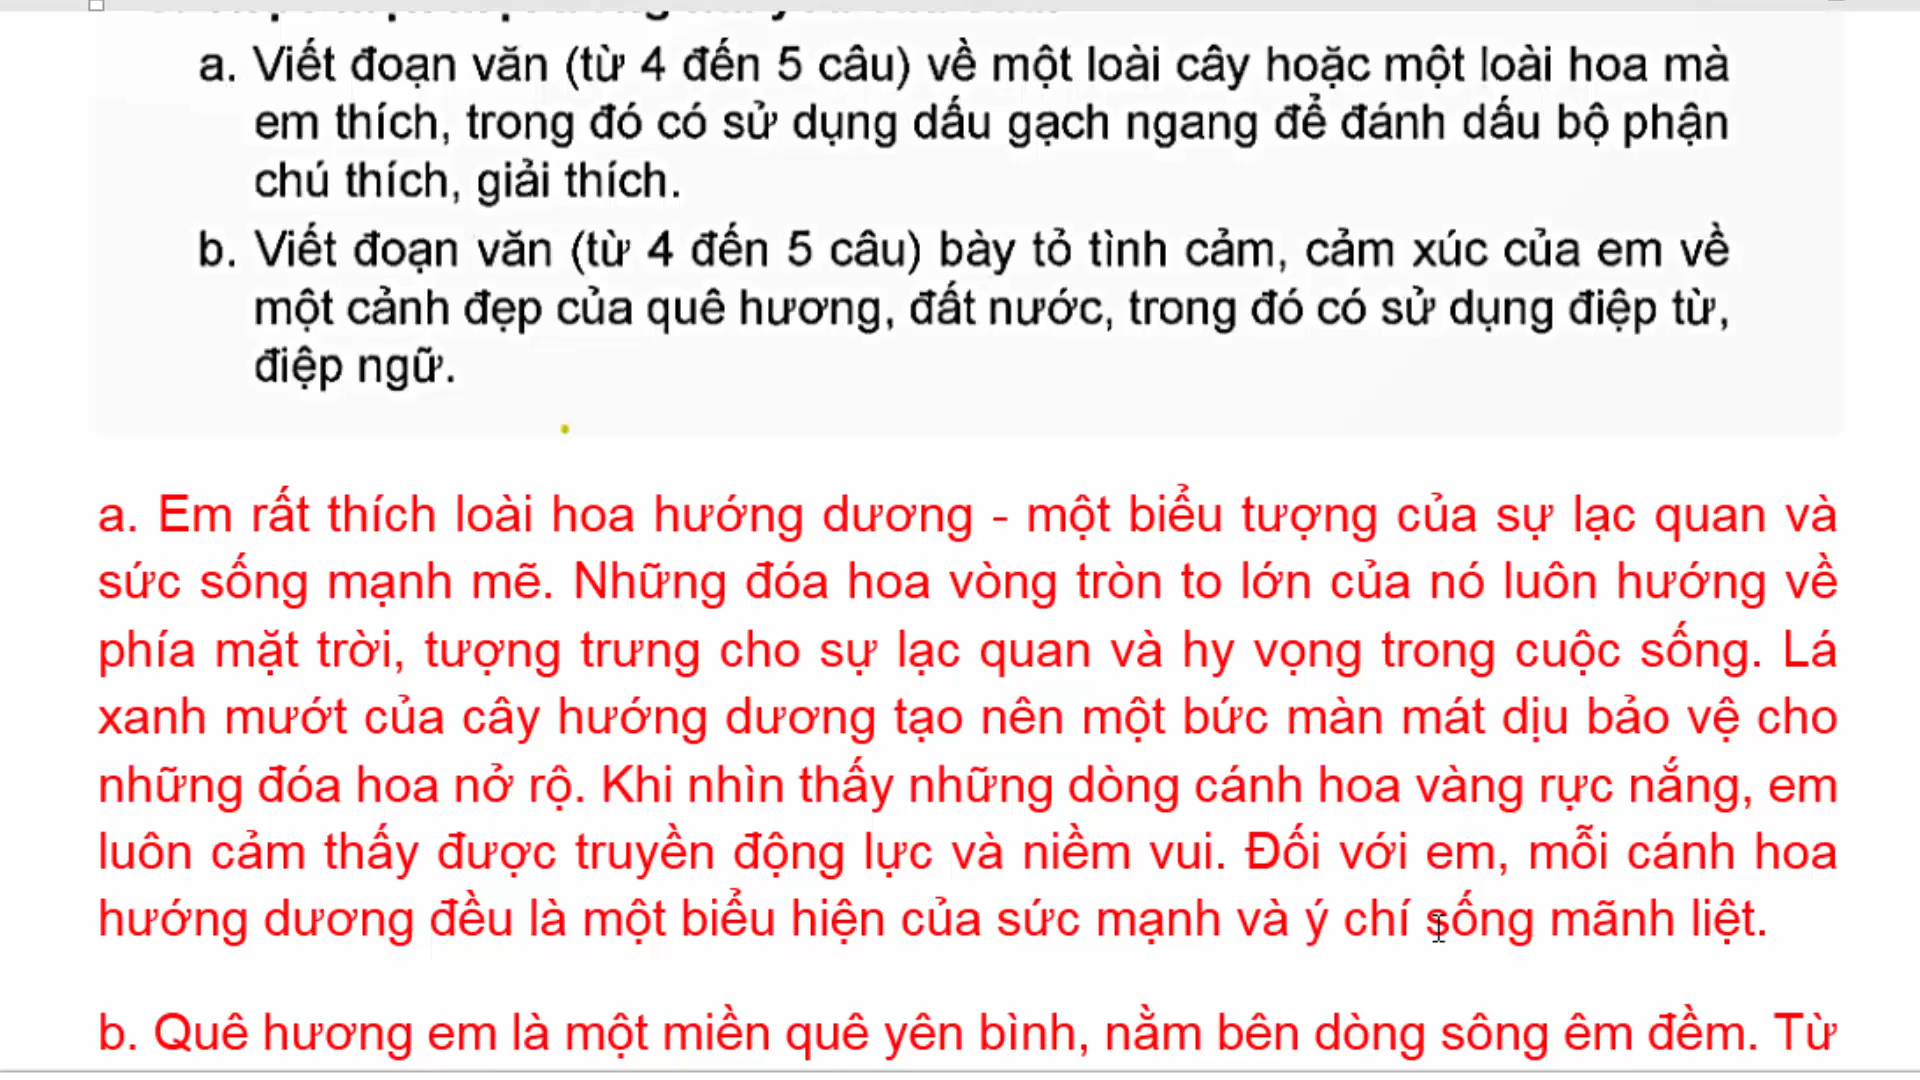 a. Viết đoạn văn (từ 4 đến 5 câu) về một loài cây hoặc một loài hoa mà
em thích, trong đó có sử dụng dấu gạch ngang để đánh dấu bộ phận
chú thích, giải thích.
b. Viết đoạn văn (từ 4 đến 5 câu) bày tỏ tình cảm, cảm xúc của em về
một cảnh đẹp của quê hương, đất nước, trong đó có sử dụng điệp từ,
điệp ngữ.
a. Em rất thích loài hoa hướng dương - một biểu tượng của sự lạc quan và
sức sống mạnh mẽ. Những đóa hoa vòng tròn to lớn của nó luôn hướng về
phía mặt trời, tượng trưng cho sự lạc quan và hy vọng trong cuộc sống. Lá
xanh mướt của cây hướng dương tạo nên một bức màn mát dịu bảo vệ cho
những đóa hoa nở rộ. Khi nhìn thấy những dòng cánh hoa vàng rực nắng, em
luôn cảm thấy được truyền động lực và niềm vui. Đối với em, mỗi cánh hoa
hướng dương đều là một biểu hiện của sức mạnh và ý chí sống mãnh liệt.
b. Quê hương em là một miền quê yên bình, nằm bên dòng sông êm đềm. Từ